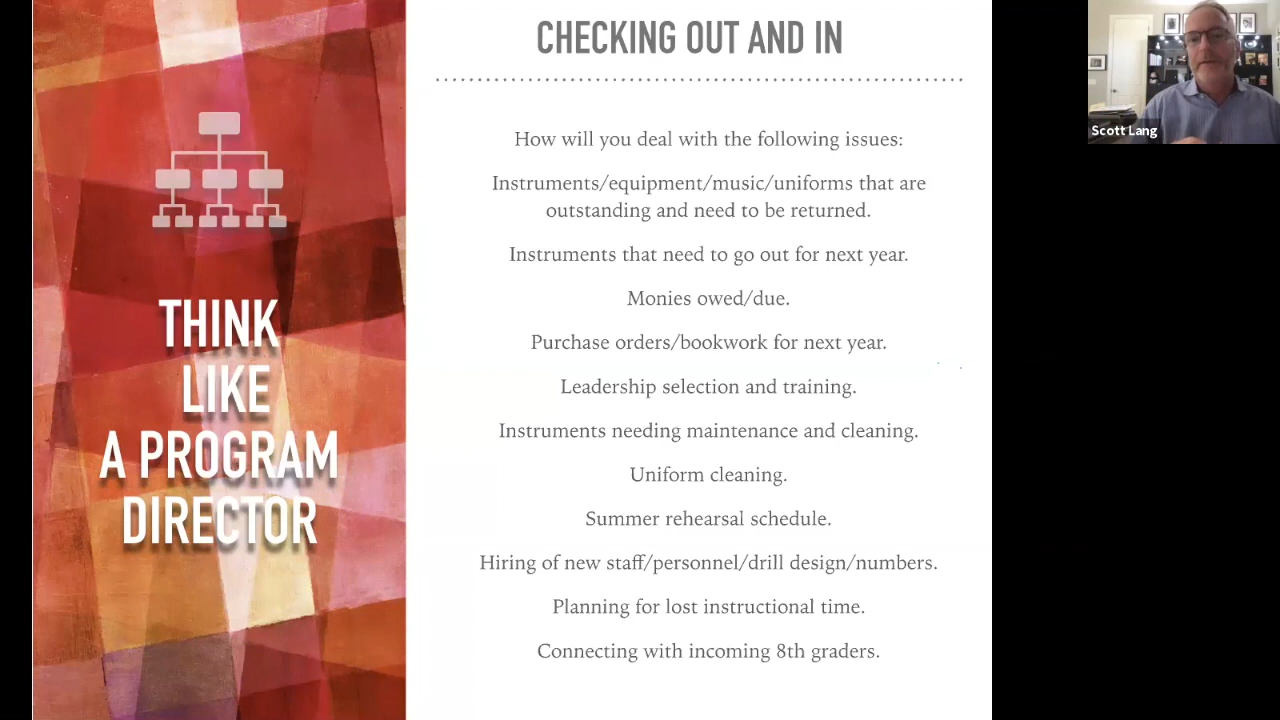 THINK
LIKE
A PROGRAM
DIRECTOR
CHECKING OUT AND IN
How will you deal with the following issues:
Instruments/equipment/music/uniforms that are
outstanding and need to be returned.
Instruments that need to go out for next year.
Monies owed/due.
Purchase orders/bookwork for next year.
Leadership selection and training.
Instruments needing maintenance and cleaning.
Uniform cleaning.
Summer rehearsal schedule.
Hiring of new staff/personnel/drill design/numbers.
Planning for lost instructional time.
Connecting with incoming 8th graders.
Scott Lang